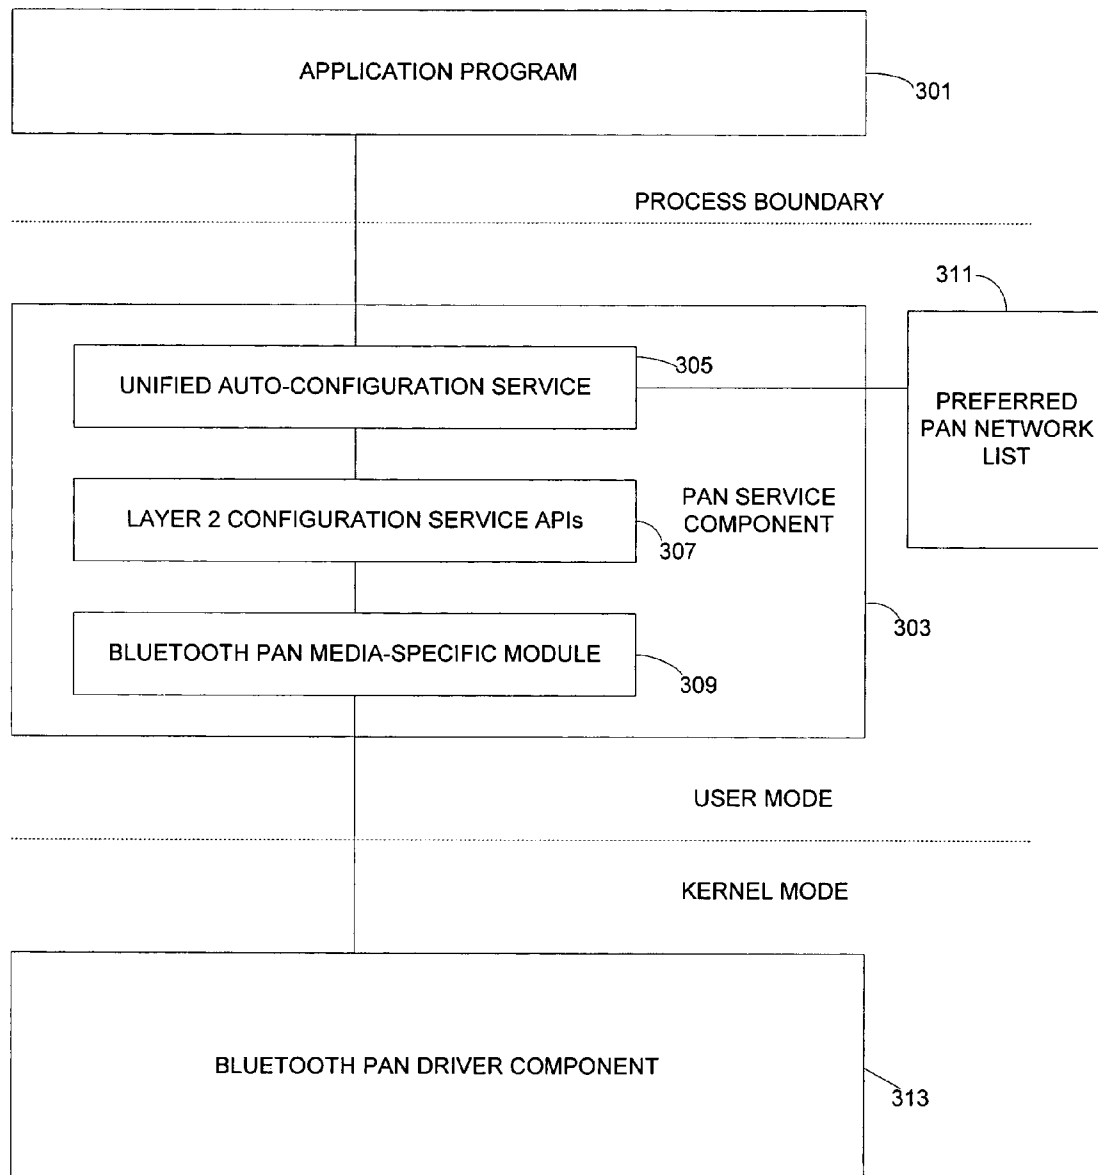 APPLICATION PROGRAM
301
PROCESS BOUNDARY
311
305
UNIFIED AUTO-CONFIGURATION SERVICE
PREFERRED
PAN NETWORK
LIST
LAYER 2 CONFIGURATION SERVICE APIs
PAN SERVICE
COMPONENT
307
303
BLUETOOTH PAN MEDIA-SPECIFIC MODULE
309
USER MODE
KERNEL MODE
BLUETOOTH PAN DRIVER COMPONENT
313